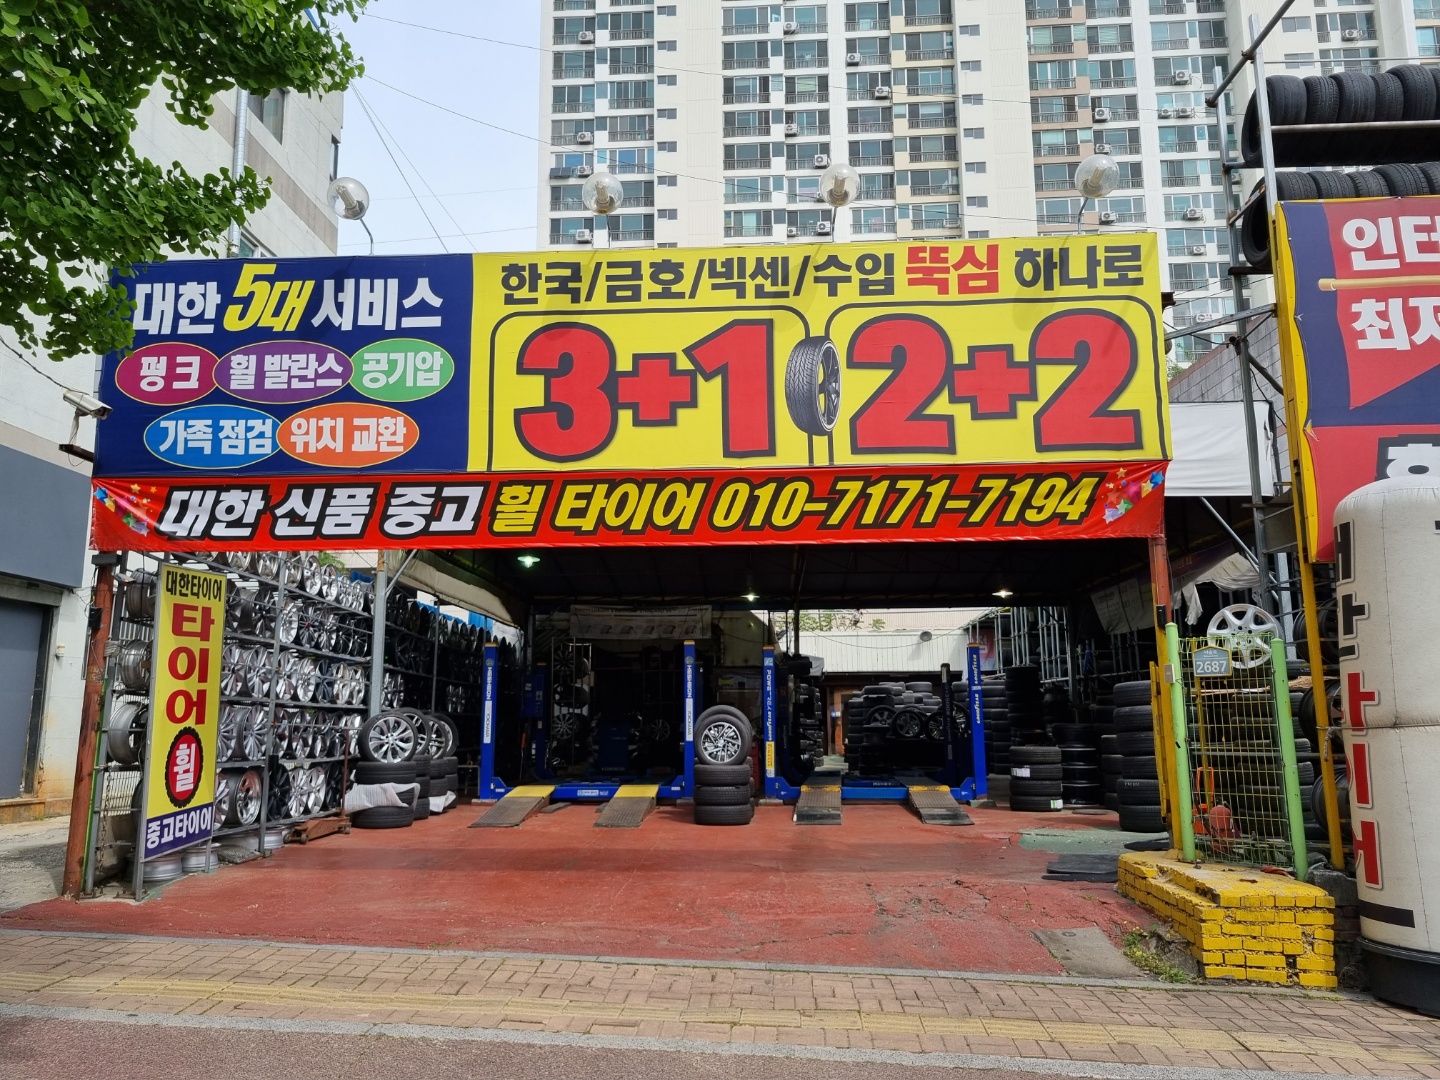 대한 5대 서비스
펑크 휠 발란스 공기압
가족 점검 위치 교환
한국/금호/넥센/수입 뚝심 하나로
3+1 2+2
대한 신품 중고 휠 타이어 010-7171-7194
대한타이어
타이어
휠
중고타이어
2687
인터
최저
타이어